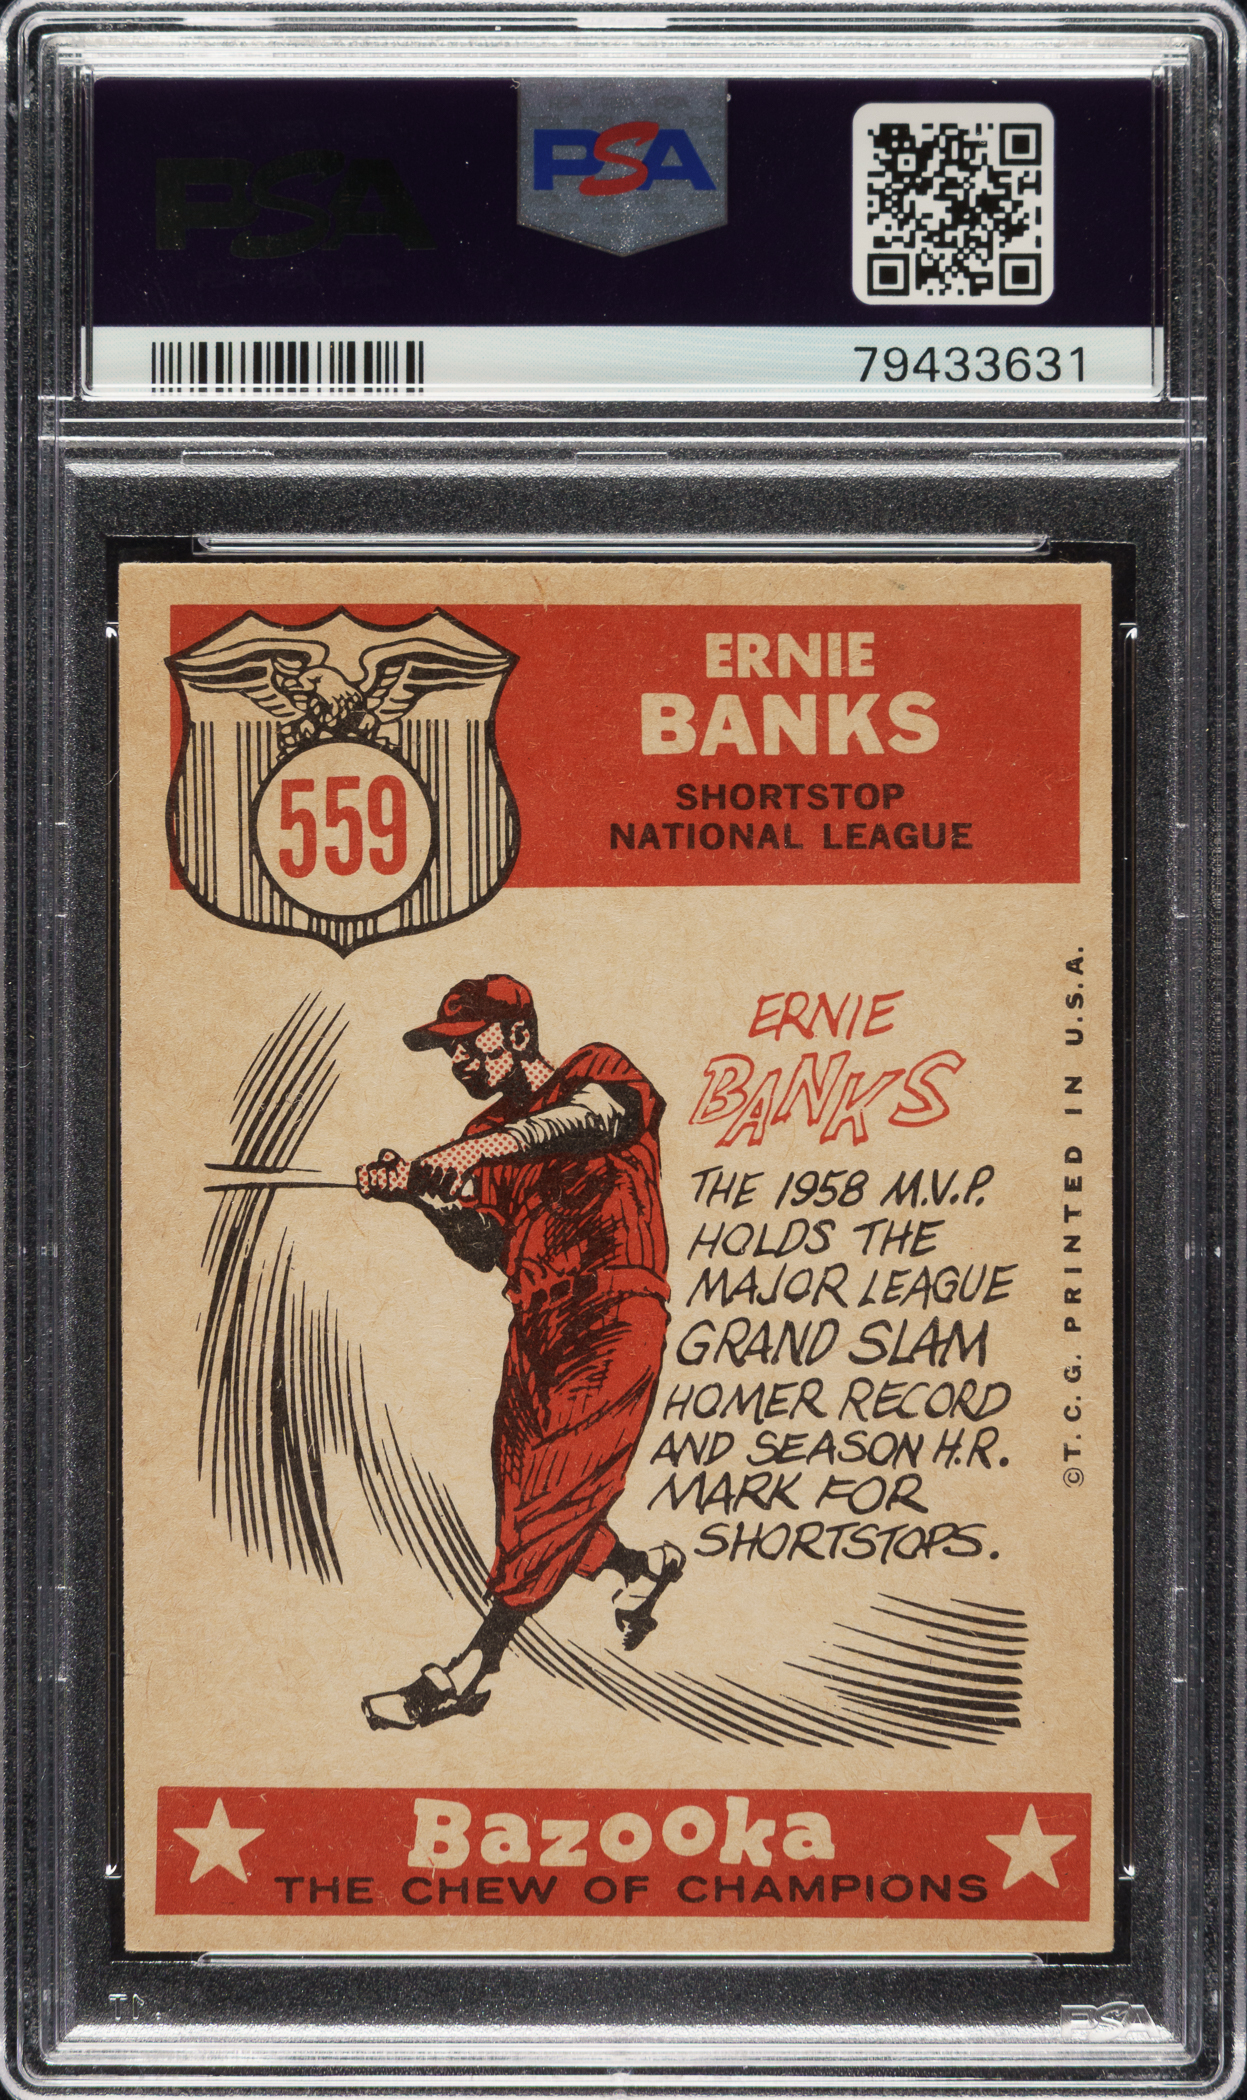 PSA
PSA
79433631
559
ERNIE
BANKS
SHORTSTOP
NATIONAL LEAGUE
C
ERNIE
BANKS
THE 1958 M.V.P.
HOLDS THE
MAJOR LEAGUE
GRAND SLAM
HOMER RECORD
AND SEASON H.R.
MARK FOR
SHORTSTOPS.
©T.C.G. PRINTED IN U.S.A.
Bazooka
THE CHEW OF CHAMPIONS
PSA